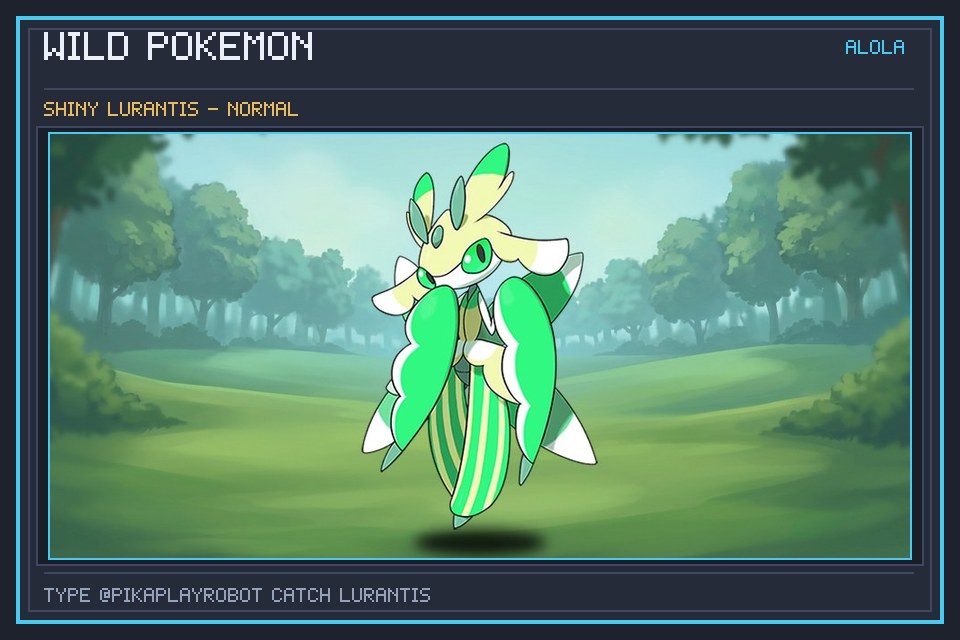 WILD POKEMON
ALOLA
SHINY LURANTIS - NORMAL
TYPE @PIKAPLAYROBOT CATCH LURANTIS